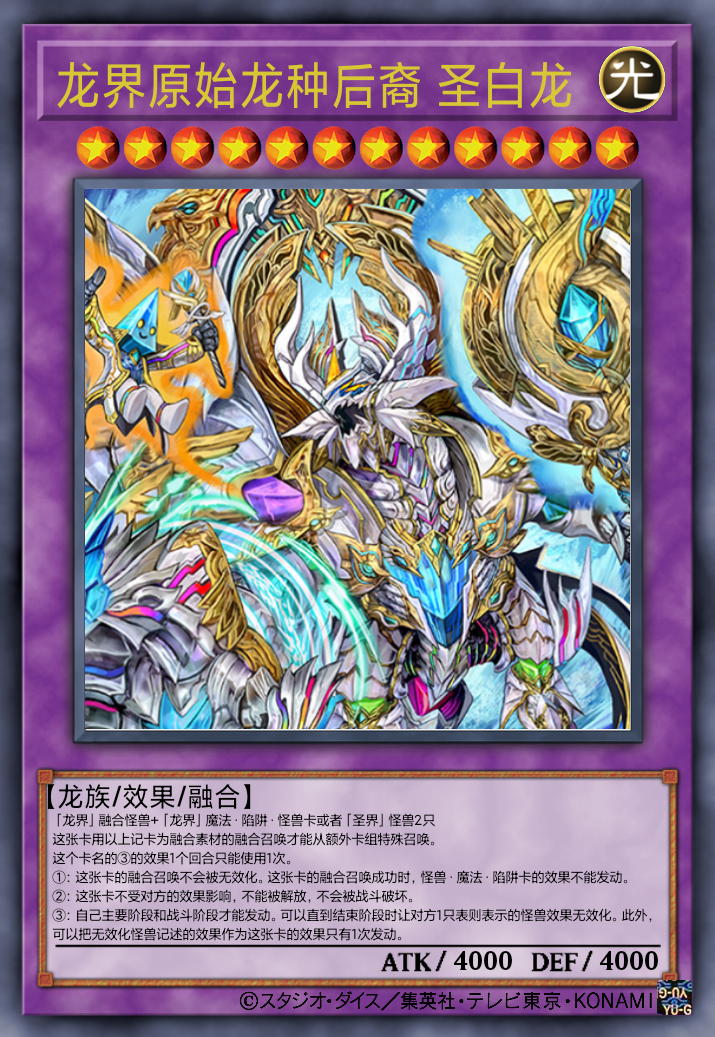 龙界原始龙种后裔 圣白龙
光
【龙族/效果/融合】
「龙界」融合怪兽+「龙界」魔法·陷阱·怪兽卡或者「圣界」怪兽2只
这张卡用以上记卡为融合素材的融合召唤才能从额外卡组特殊召唤。
这个卡名的③的效果1个回合只能使用1次。
①：这张卡的融合召唤不会被无效化。这张卡的融合召唤成功时，怪兽·魔法·陷阱卡的效果不能发动。
②：这张卡不受对方的效果影响，不能被解放，不会被战斗破坏。
③：自己主要阶段和战斗阶段才能发动。可以直到结束阶段时让对方1只表则表示的怪兽效果无效化。此外，
可以把无效化怪兽记述的效果作为这张卡的效果只有1次发动。
ATK/ 4000 DEF/ 4000
©スタジオ・ダイス／集英社・テレビ東京・KONAMI
YU-G
YU-G